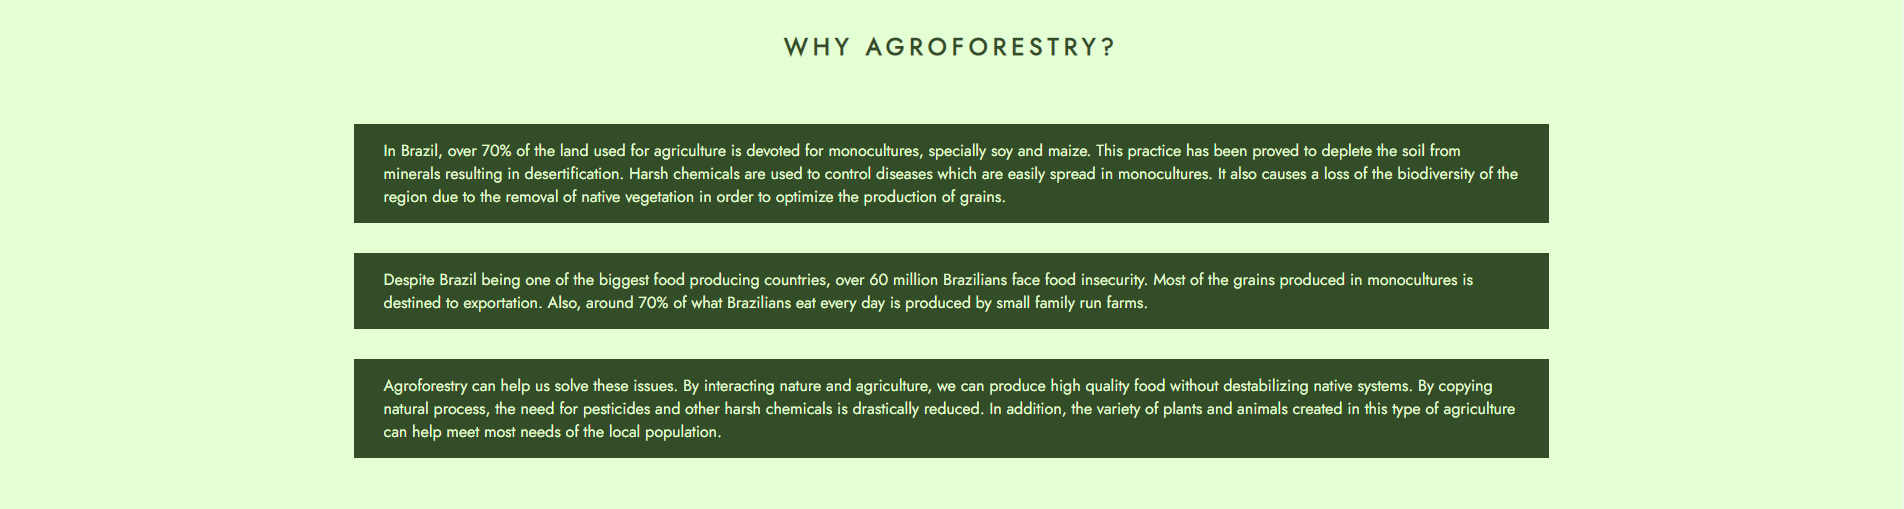 WHY AGROFORESTRY?
In Brazil, over 70% of the land used for agriculture is devoted for monocultures, specially soy and maize. This practice has been proved to deplete the soil from
minerals resulting in desertification. Harsh chemicals are used to control diseases which are easily spread in monocultures. It also causes a loss of the biodiversity of the
region due to the removal of native vegetation in order to optimize the production of grains.
Despite Brazil being one of the biggest food producing countries, over 60 million Brazilians face food insecurity. Most of the grains produced in monocultures is
destined to exportation. Also, around 70% of what Brazilians eat every day is produced by small family run farms.
Agroforestry can help us solve these issues. By interacting nature and agriculture, we can produce high quality food without destabilizing native systems. By copying
natural process, the need for pesticides and other harsh chemicals is drastically reduced. In addition, the variety of plants and animals created in this type of agriculture
can help meet most needs of the local population.